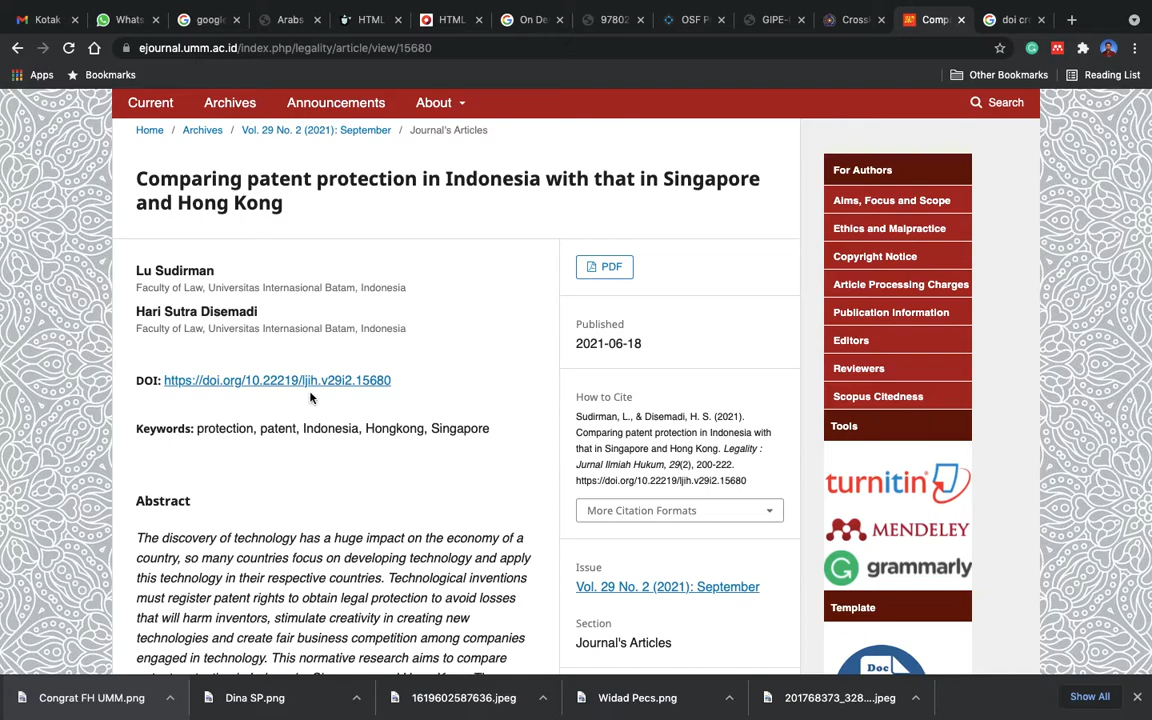 Kotak
Whats
google
Arabs
HTML
HTML
On De
97802
OSF P
GIPE-
Cross
Comp
doi cr
ejournal.umm.ac.id/index.php/legality/article/view/15680
Apps
Bookmarks
Other Bookmarks
Reading List
Current
Archives
Announcements
About
Search
Home / Archives / Vol. 29 No. 2 (2021): September / Journal's Articles
Comparing patent protection in Indonesia with that in Singapore
and Hong Kong
Lu Sudirman
Faculty of Law, Universitas Internasional Batam, Indonesia
Hari Sutra Disemadi
Faculty of Law, Universitas Internasional Batam, Indonesia
DOI: https://doi.org/10.22219/ljih.v29i2.15680
Keywords: protection, patent, Indonesia, Hongkong, Singapore
Abstract
The discovery of technology has a huge impact on the economy of a
country, so many countries focus on developing technology and apply
this technology in their respective countries. Technological inventions
must register patent rights to obtain legal protection to avoid losses
that will harm inventors, stimulate creativity in creating new
technologies and create fair business competition among companies
engaged in technology. This normative research aims to compare
PDF
Published
2021-06-18
How to Cite
Sudirman, L., & Disemadi, H. S. (2021).
Comparing patent protection in Indonesia with
that in Singapore and Hong Kong. Legality :
Jurnal Ilmiah Hukum, 29(2), 200-222.
https://doi.org/10.22219/ljih.v29i2.15680
More Citation Formats
Issue
Vol. 29 No. 2 (2021): September
Section
Journal's Articles
For Authors
Aims, Focus and Scope
Ethics and Malpractice
Copyright Notice
Article Processing Charges
Publication Information
Editors
Reviewers
Scopus Citedness
Tools
turnitin
MENDELEY
grammarly
Template
Doc
Congrat FH UMM.png
Dina SP.png
1619602587636.jpeg
Widad Pecs.png
201768373_328....jpeg
Show All